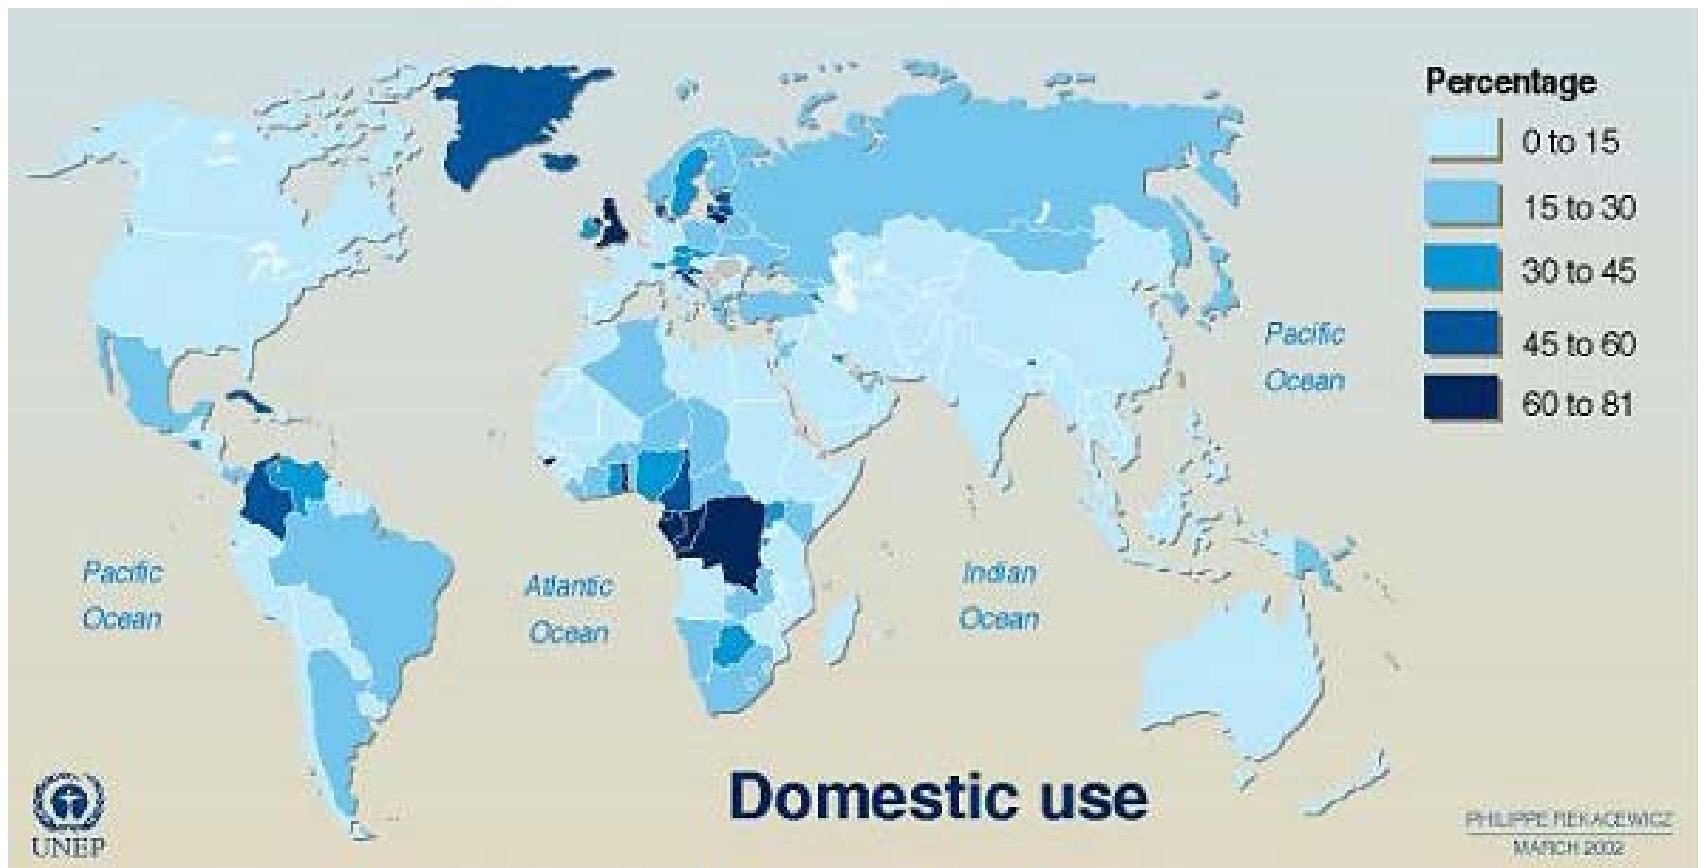 Percentage
0 to 15
15 to 30
30 to 45
45 to 60
60 to 81
Pacific
Ocean
Pacific
Ocean
Atlantic
Ocean
Indian
Ocean
Domestic use
UNEP
PHILIPPE REKACEWICZ
MARCH 2002